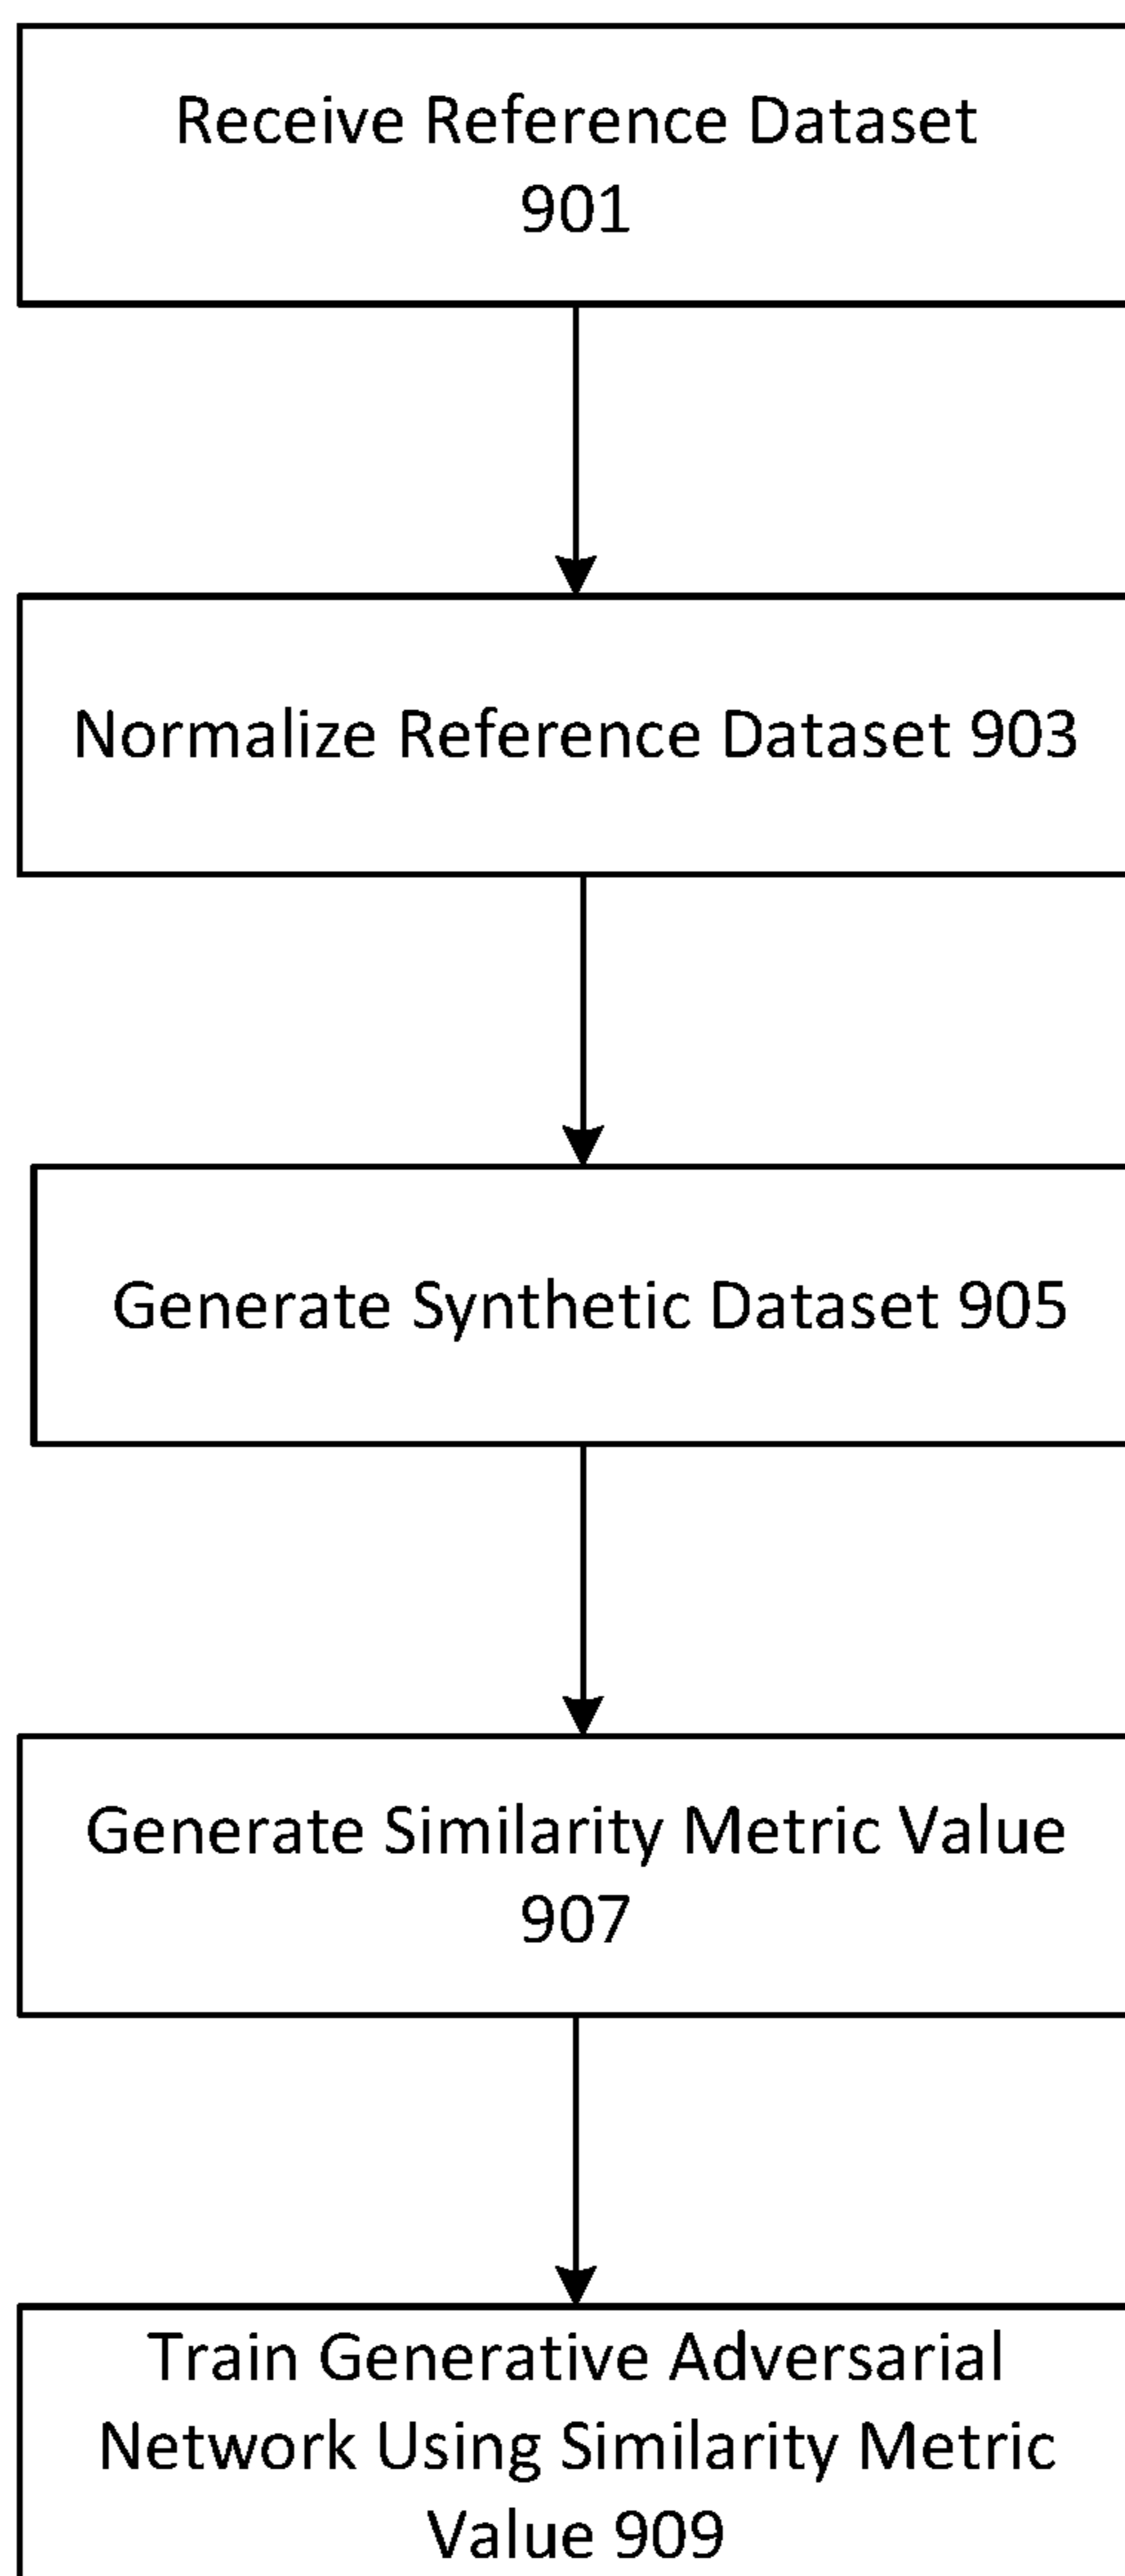 Receive Reference Dataset
901
Normalize Reference Dataset 903
Generate Synthetic Dataset 905
Generate Similarity Metric Value
907
Train Generative Adversarial
Network Using Similarity Metric
Value 909